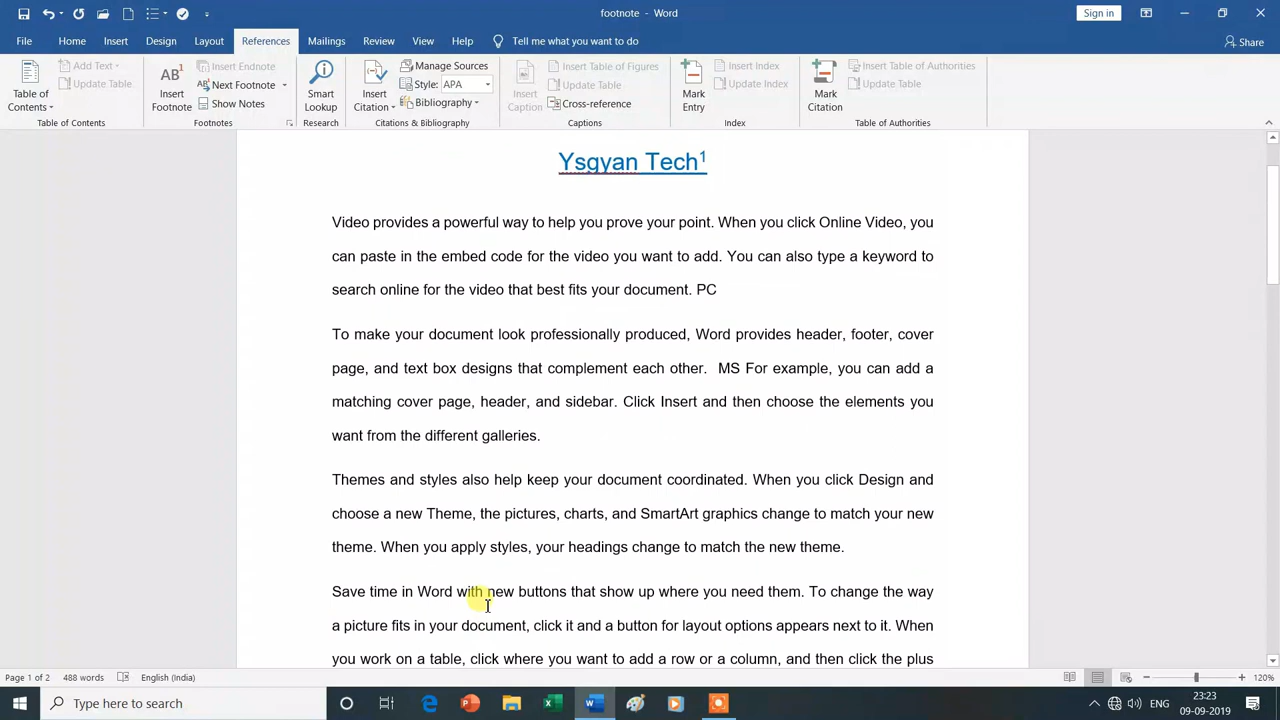 footnote - Word
Sign in
File Home Insert Design Layout References Mailings Review View Help Tell me what you want to do Share
Table of Contents
Add Text
Update Table
Table of Contents
AB1
Insert Footnote
Insert Endnote
Next Footnote
Show Notes
Footnotes
Smart Lookup
Research
Insert Citation
Manage Sources
Style: APA
Bibliography
Citations & Bibliography
Insert Caption
Insert Table of Figures
Update Table
Cross-reference
Captions
Mark Entry
Insert Index
Update Index
Index
Mark Citation
Insert Table of Authorities
Update Table
Table of Authorities
Ysgyan Tech1
Video provides a powerful way to help you prove your point. When you click Online Video, you
can paste in the embed code for the video you want to add. You can also type a keyword to
search online for the video that best fits your document. PC
To make your document look professionally produced, Word provides header, footer, cover
page, and text box designs that complement each other.  MS For example, you can add a
matching cover page, header, and sidebar. Click Insert and then choose the elements you
want from the different galleries.
Themes and styles also help keep your document coordinated. When you click Design and
choose a new Theme, the pictures, charts, and SmartArt graphics change to match your new
theme. When you apply styles, your headings change to match the new theme.
Save time in Word with new buttons that show up where you need them. To change the way
a picture fits in your document, click it and a button for layout options appears next to it. When
you work on a table, click where you want to add a row or a column, and then click the plus
Page 1 of 2 488 words English (India) 120%
Type here to search
ENG
23:23
09-09-2019